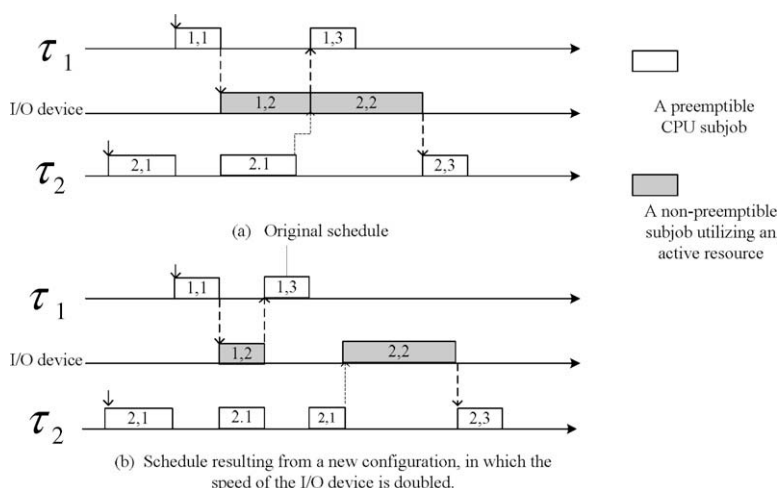 τ1
1,1
1,3
I/O device
1,2
2,2
τ2
2,1
2.1
2,3
(a) Original schedule
A preemptible
CPU subjob
A non-preemptible
subjob utilizing an
active resource
τ1
1,1
1,3
I/O device
1,2
2,2
τ2
2,1
2.1
2,1
2,3
(b) Schedule resulting from a new configuration, in which the
speed of the I/O device is doubled.